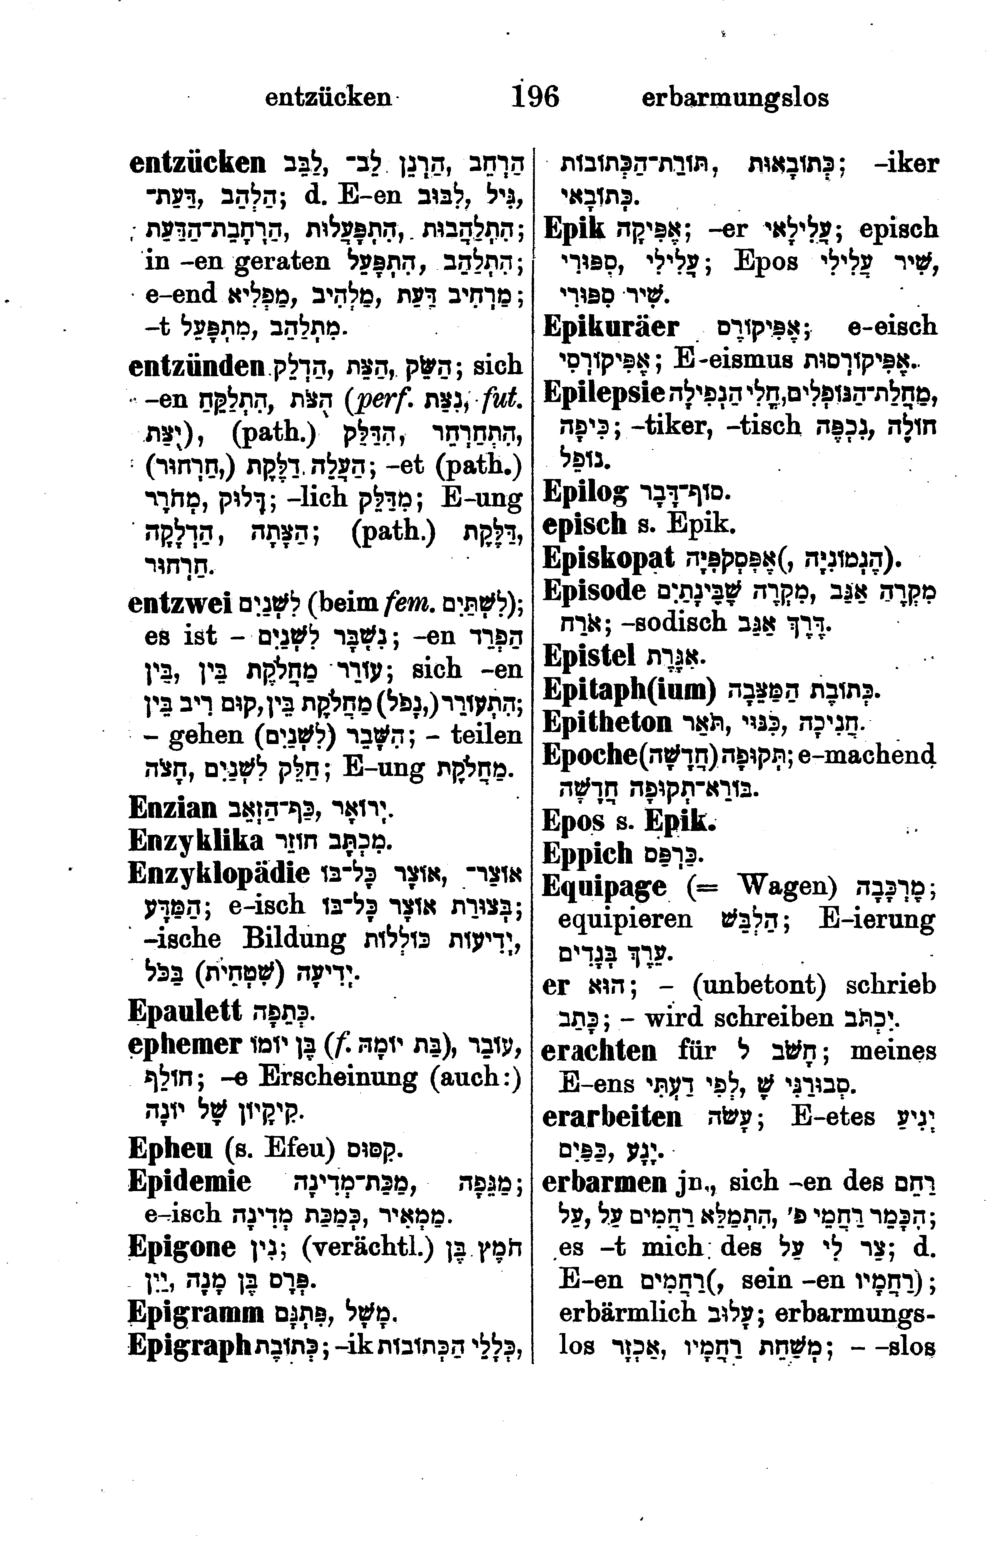 entzücken 196 erbarmungslos
entzücken הִרְחַב, הִרְנֵן לֵב־ ,לִבֵּב־,
הַלְהֵב, דַּעַת־; d. E-en גִּיל, לִבּוּב,
הִתְלַהֲבוּת, הִתְפַּעֲלוּת, הַרְחָבַת־הַדַּעַת;
in -en geraten הִתְלַהֵב, הִתְפָּעֵל;
e-end מַרְחִיב דַּעַת, מַלְהִיב, מַפְלִיא;
-t מִתְלַהֵב, מִתְפָּעֵל.
entzünden הַשֵּׂק, הַצֵּת, הַדְלֵק; sich
-en הִתְלַקֵּחַ, הִצֹּת (perf. נִצַּת, fut.
יִצַּת), (path.) הִתְחַרְחֵר, הִדַּלֵּק,
(חַרְחוּר), הַעֲלֵה דַלֶּקֶת; -et (path.)
דָּלוּק, מְחֹרָר; -lich מִדַּלֵּק; E-ung
הַצָּתָה, הַדְלָקָה; (path.) דַּלֶּקֶת,
חַרְחוּר.
entzwei לִשְׁנַיִם (beim fem. לִשְׁתַּיִם);
es ist - נִשְׁבַּר לִשְׁנַיִם; -en הַפְרֵד
בֵּין, עוֹרֵר מַחֲלֹקֶת בֵּין; sich -en
הִתְעוֹרֵר (,נָפֹל) מַחֲלֹקֶת בֵּין, קוּם רִיב בֵּין;
- gehen (לִשְׁנַיִם) הִשָּׁבֵר; - teilen
חַלֵּק לִשְׁנַיִם, חָצֹה; E-ung מַחֲלֹקֶת.
Enzian יְרוֹאָר, כַּף־הַזְּאֵב.
Enzyklika מִכְתָּב חוֹזֵר.
Enzyklopädie אוֹצַר כָּל־בּוֹ, אוֹצַר־
הַמַּדָּע; e-isch בְּצוּרַת אוֹצָר כָּל־בּוֹ;
-ische Bildung יְדִיעוֹת כּוֹלְלוֹת,
יְדִיעָה (שִׁטְחִית) בַּכֹּל.
Epaulett כְּתֵפָה.
ephemer בֶּן יוֹמוֹ (f. בַּת יוֹמָהּ), עוֹבֵר,
חוֹלֵף; -e Erscheinung (auch:)
קִיקָיוֹן שֶׁל יוֹנָה.
Epheu (s. Efeu) קִסּוֹס.
Epidemie מַגֵּפָה, מַכַּת־מְדִינָה;
e-isch מַמְאִיר, כְּמַכַּת מְדִינָה.
Epigone נִין; (verächtl.) חֹמֶץ בֶּן
יַיִן, פְּרָס בֶּן מָנֶה.
Epigramm מָשָׁל, פִּתְגָּם.
Epigraph כְּתוֹבֶת; -ik כְּלָלֵי הַכְּתוֹבוֹת,
תּוֹרַת־הַכְּתוֹבוֹת, כְּתוֹבָאוּת; -iker
כְּתוֹבָאִי.
Epik אֶפִּיקָה; -er עֲלִילָאִי; episch
עֲלִילִי, סִפּוּרִי; Epos שִׁיר עֲלִילִי,
שִׁיר סִפּוּרִי.
Epikuräer אֶפִּיקוֹרֶס; e-eisch
אֶפִּיקוֹרְסִי; E-eismus אֶפִּיקוֹרְסוּת.
Epilepsie מַחֲלַת־הַנּוֹפְלִים, חֳלִי הַנְּפִילָה,
כִּיפָה; -tiker, -tisch חוֹלֶה, נִכְפֶּה,
נוֹפֵל.
Epilog סוֹף־דָּבָר.
episch s. Epik.
Episkopat (הֶגְמוֹנִיָּה,) אֶפִּסְקֹפִּיָּה.
Episode מִקְרֶה אַגַּב, מִקְרֶה שֶׁבֵּינְתַיִם
דֶּרֶךְ אַגַּב; -sodisch אֹרַח.
Epistel אִגֶּרֶת.
Epitaph(ium) כְּתוֹבֶת הַמַּצֵּבָה.
Epitheton חֲנִיכָה, כִּנּוּי, תֹּאַר.
Epoche תְּקוּפָה (חֲדָשָׁה); e-machend
בּוֹרֵא־תְקוּפָה חֲדָשָׁה.
Epos s. Epik.
Eppich כַּרְפַּס.
Equipage (= Wagen) מֶרְכָּבָה;
equipieren הַלְבֵּשׁ; E-ierung
עֵרֶךְ בְּגָדִים.
er הוּא; - (unbetont) schrieb
כָּתַב; - wird schreiben יִכְתֹּב.
erachten für חָשֹׁב לְ; meines
E-ens סְבוּרַנִּי שֶׁ, לְפִי דַעְתִּי.
erarbeiten עָשֹׂה; E-etes יְגִיעַ
כַּפַּיִם, יֶגַע.
erbarmen jn., sich -en des רַחֵם
עַל, הִתְמַלֵּא רַחֲמִים עַל, הִכָּמֵר רַחֲמֵי פ׳;
es -t mich des צַר לִי עַל; d.
E-en רַחֲמִים, sein -en (רַחֲמָיו);
erbärmlich עָלוּב; erbarmungs-
los מְשֻׁחַת רַחֲמָיו, אַכְזָר; - -slos